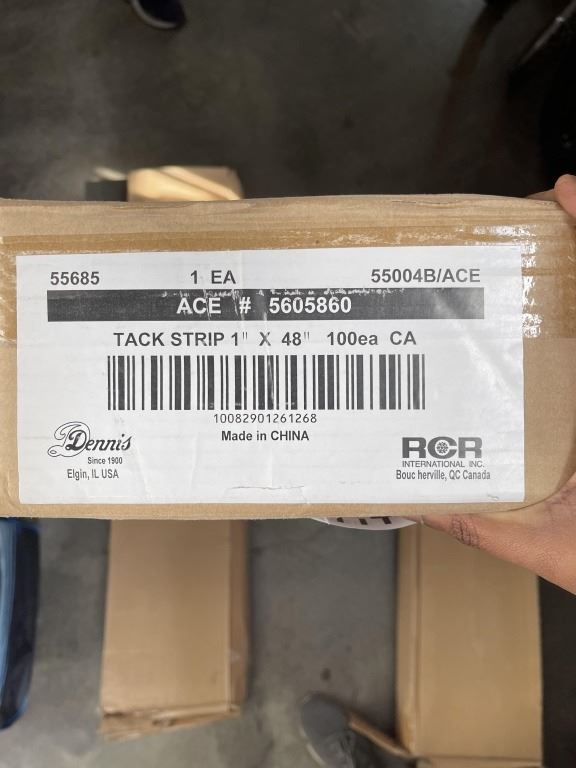 55685 1 EA 55004B/ACE
ACE # 5605860
TACK STRIP 1" X 48" 100ea CA
10082901261268
Made in CHINA
Dennis
Since 1900
Elgin, IL USA
RCR
INTERNATIONAL INC.
Bouc herville, QC Canada